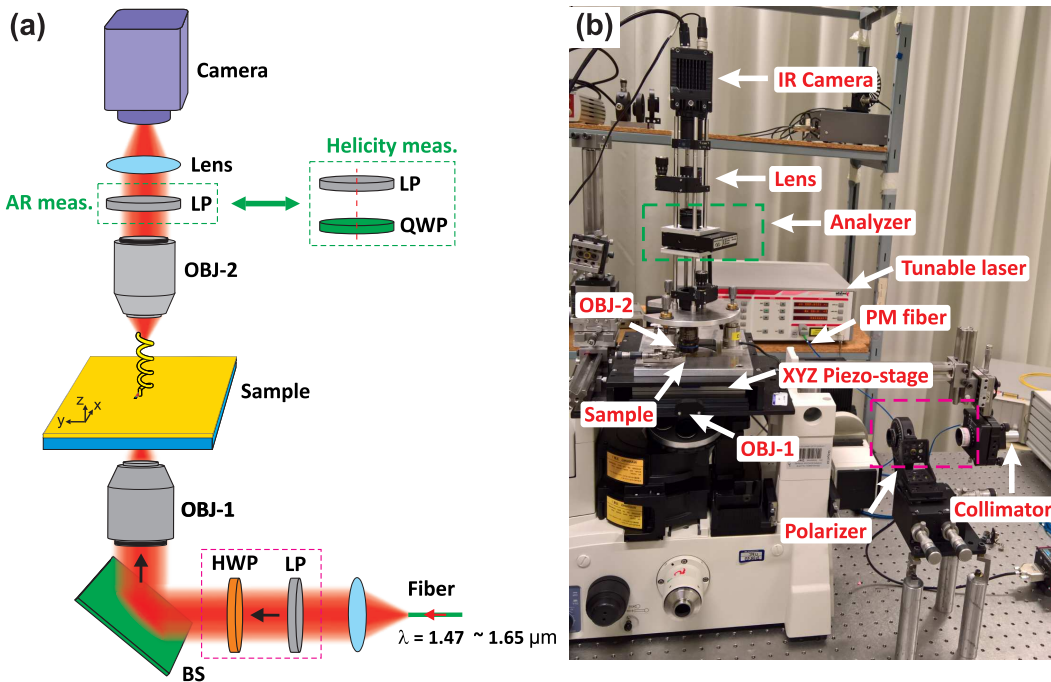 (a)
Camera
Lens
AR meas.
LP
Helicity meas.
LP
QWP
OBJ-2
Sample
z
x
y
OBJ-1
HWP
LP
Fiber
λ = 1.47 ~ 1.65 μm
BS
(b)
IR Camera
Lens
Analyzer
Tunable laser
OBJ-2
PM fiber
XYZ Piezo-stage
Sample
OBJ-1
Polarizer
Collimator